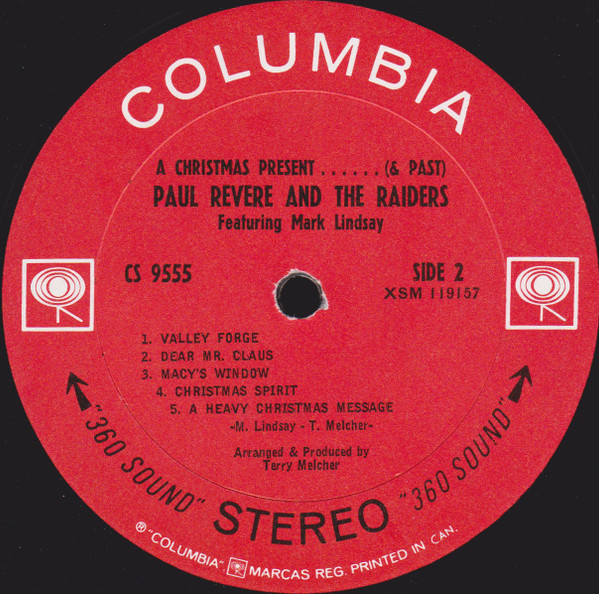 COLUMBIA
A CHRISTMAS PRESENT ...... (& PAST)
PAUL REVERE AND THE RAIDERS
Featuring Mark Lindsay
CS 9555
SIDE 2
XSM 119157
1. VALLEY FORGE
2. DEAR MR. CLAUS
3. MACY'S WINDOW
4. CHRISTMAS SPIRIT
5. A HEAVY CHRISTMAS MESSAGE
-M. Lindsay - T. Melcher-
Arranged & Produced by
Terry Melcher
"360 SOUND" STEREO "360 SOUND"
® "COLUMBIA", MARCAS REG. PRINTED IN CAN.